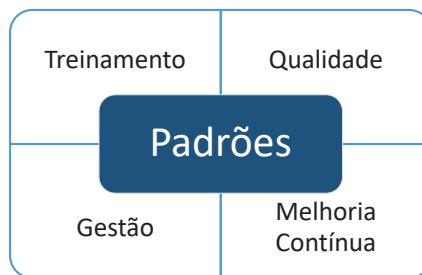 Treinamento
Qualidade
Padrões
Gestão
Melhoria
Contínua